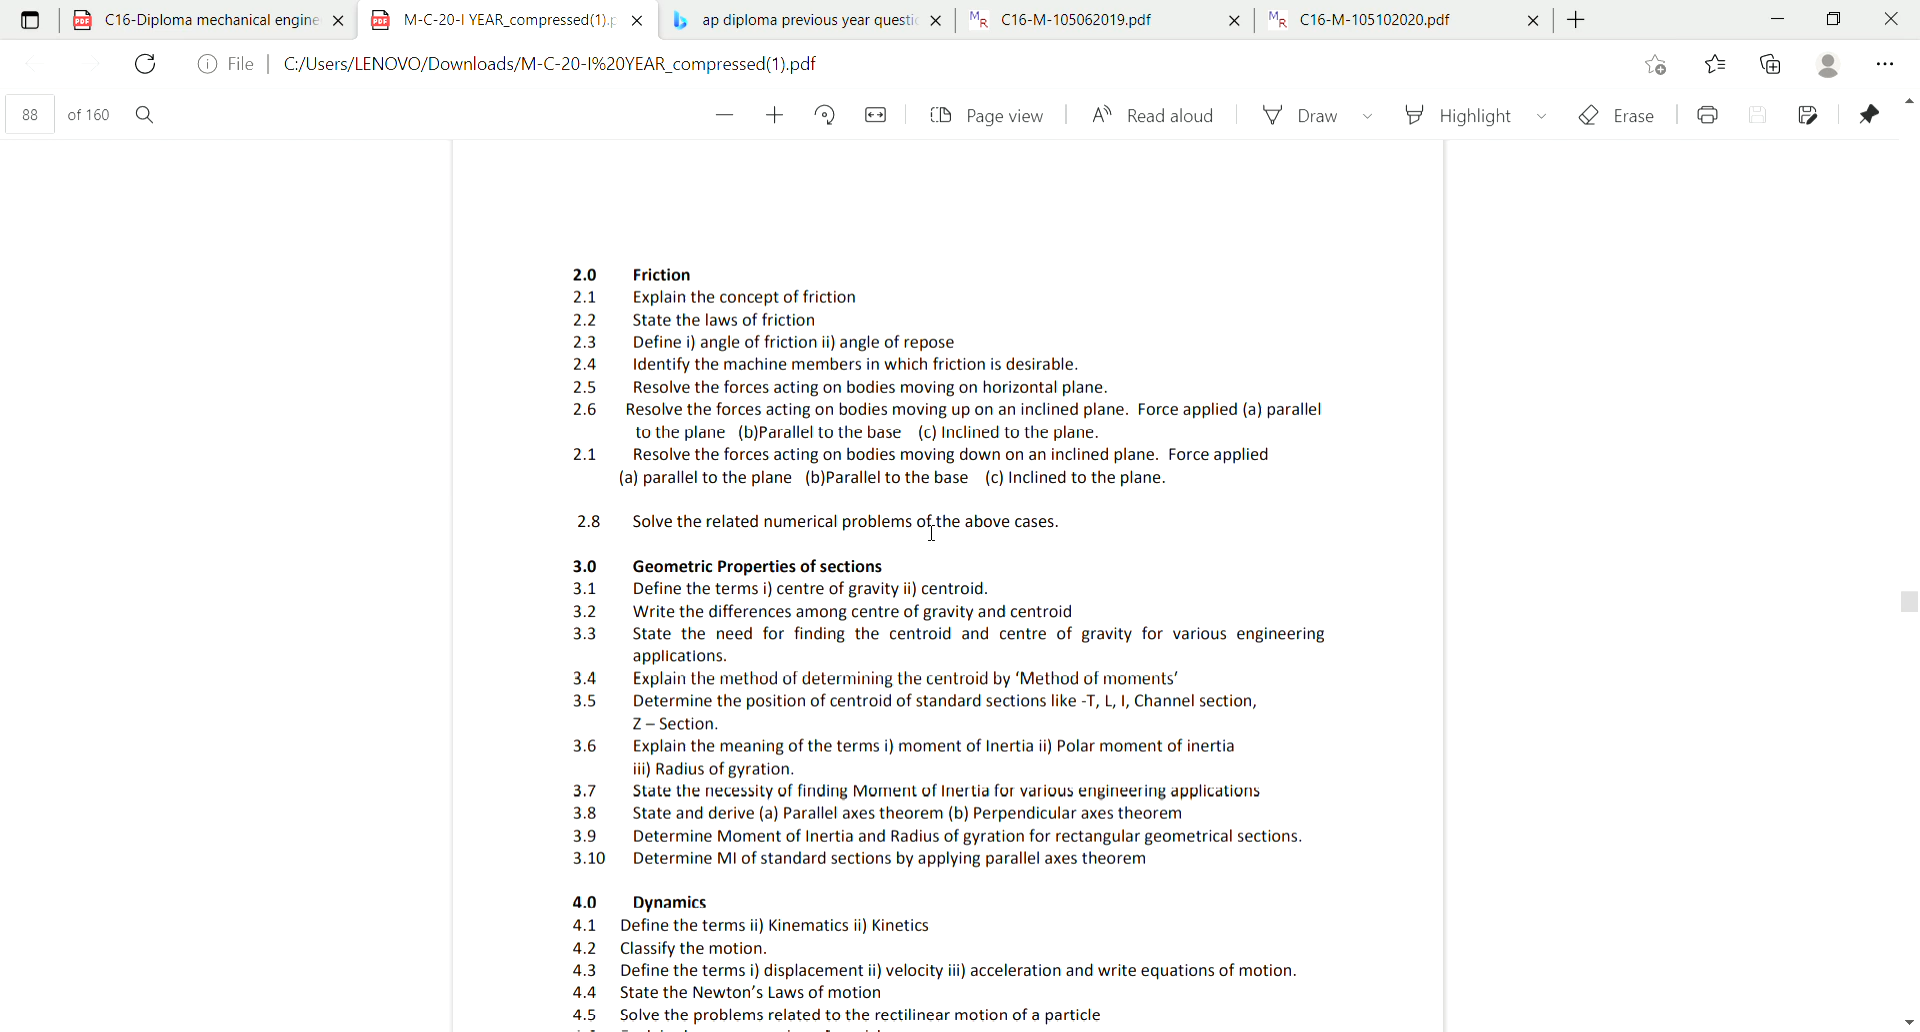 C16-Diploma mechanical engine
M-C-20-I YEAR_compressed(1).p
ap diploma previous year questic
C16-M-105062019.pdf
C16-M-105102020.pdf
File
C:/Users/LENOVO/Downloads/M-C-20-I%20YEAR_compressed(1).pdf
88 of 160
Page view
Read aloud
Draw
Highlight
Erase
2.0 Friction
2.1 Explain the concept of friction
2.2 State the laws of friction
2.3 Define i) angle of friction ii) angle of repose
2.4 Identify the machine members in which friction is desirable.
2.5 Resolve the forces acting on bodies moving on horizontal plane.
2.6 Resolve the forces acting on bodies moving up on an inclined plane. Force applied (a) parallel
to the plane (b)Parallel to the base (c) Inclined to the plane.
2.1 Resolve the forces acting on bodies moving down on an inclined plane. Force applied
(a) parallel to the plane (b)Parallel to the base (c) Inclined to the plane.
2.8 Solve the related numerical problems of the above cases.
3.0 Geometric Properties of sections
3.1 Define the terms i) centre of gravity ii) centroid.
3.2 Write the differences among centre of gravity and centroid
3.3 State the need for finding the centroid and centre of gravity for various engineering
applications.
3.4 Explain the method of determining the centroid by ‘Method of moments’
3.5 Determine the position of centroid of standard sections like -T, L, I, Channel section,
Z – Section.
3.6 Explain the meaning of the terms i) moment of Inertia ii) Polar moment of inertia
iii) Radius of gyration.
3.7 State the necessity of finding Moment of Inertia for various engineering applications
3.8 State and derive (a) Parallel axes theorem (b) Perpendicular axes theorem
3.9 Determine Moment of Inertia and Radius of gyration for rectangular geometrical sections.
3.10 Determine MI of standard sections by applying parallel axes theorem
4.0 Dynamics
4.1 Define the terms ii) Kinematics ii) Kinetics
4.2 Classify the motion.
4.3 Define the terms i) displacement ii) velocity iii) acceleration and write equations of motion.
4.4 State the Newton’s Laws of motion
4.5 Solve the problems related to the rectilinear motion of a particle